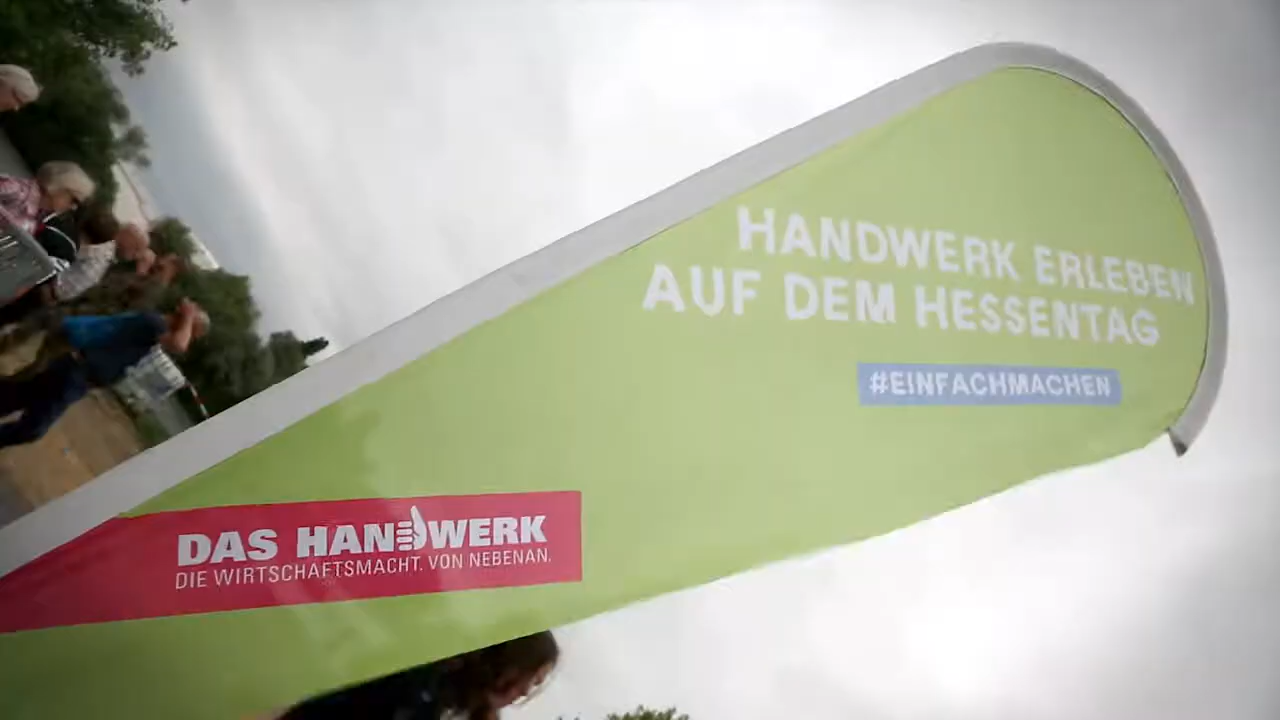 HANDWERK ERLEBEN
AUF DEM HESSENTAG
#EINFACHMACHEN
DAS HANDWERK
DIE WIRTSCHAFTSMACHT. VON NEBENAN.